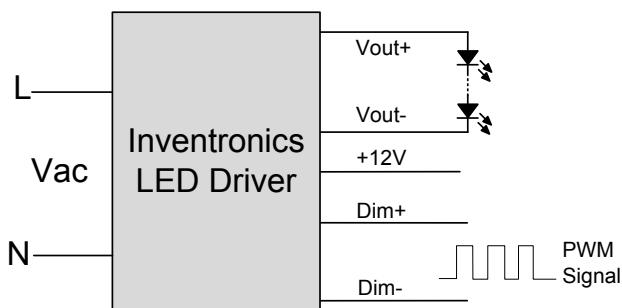 L
Vac
N
Inventronics
LED Driver
Vout+
Vout-
+12V
Dim+
Dim-
PWM
Signal